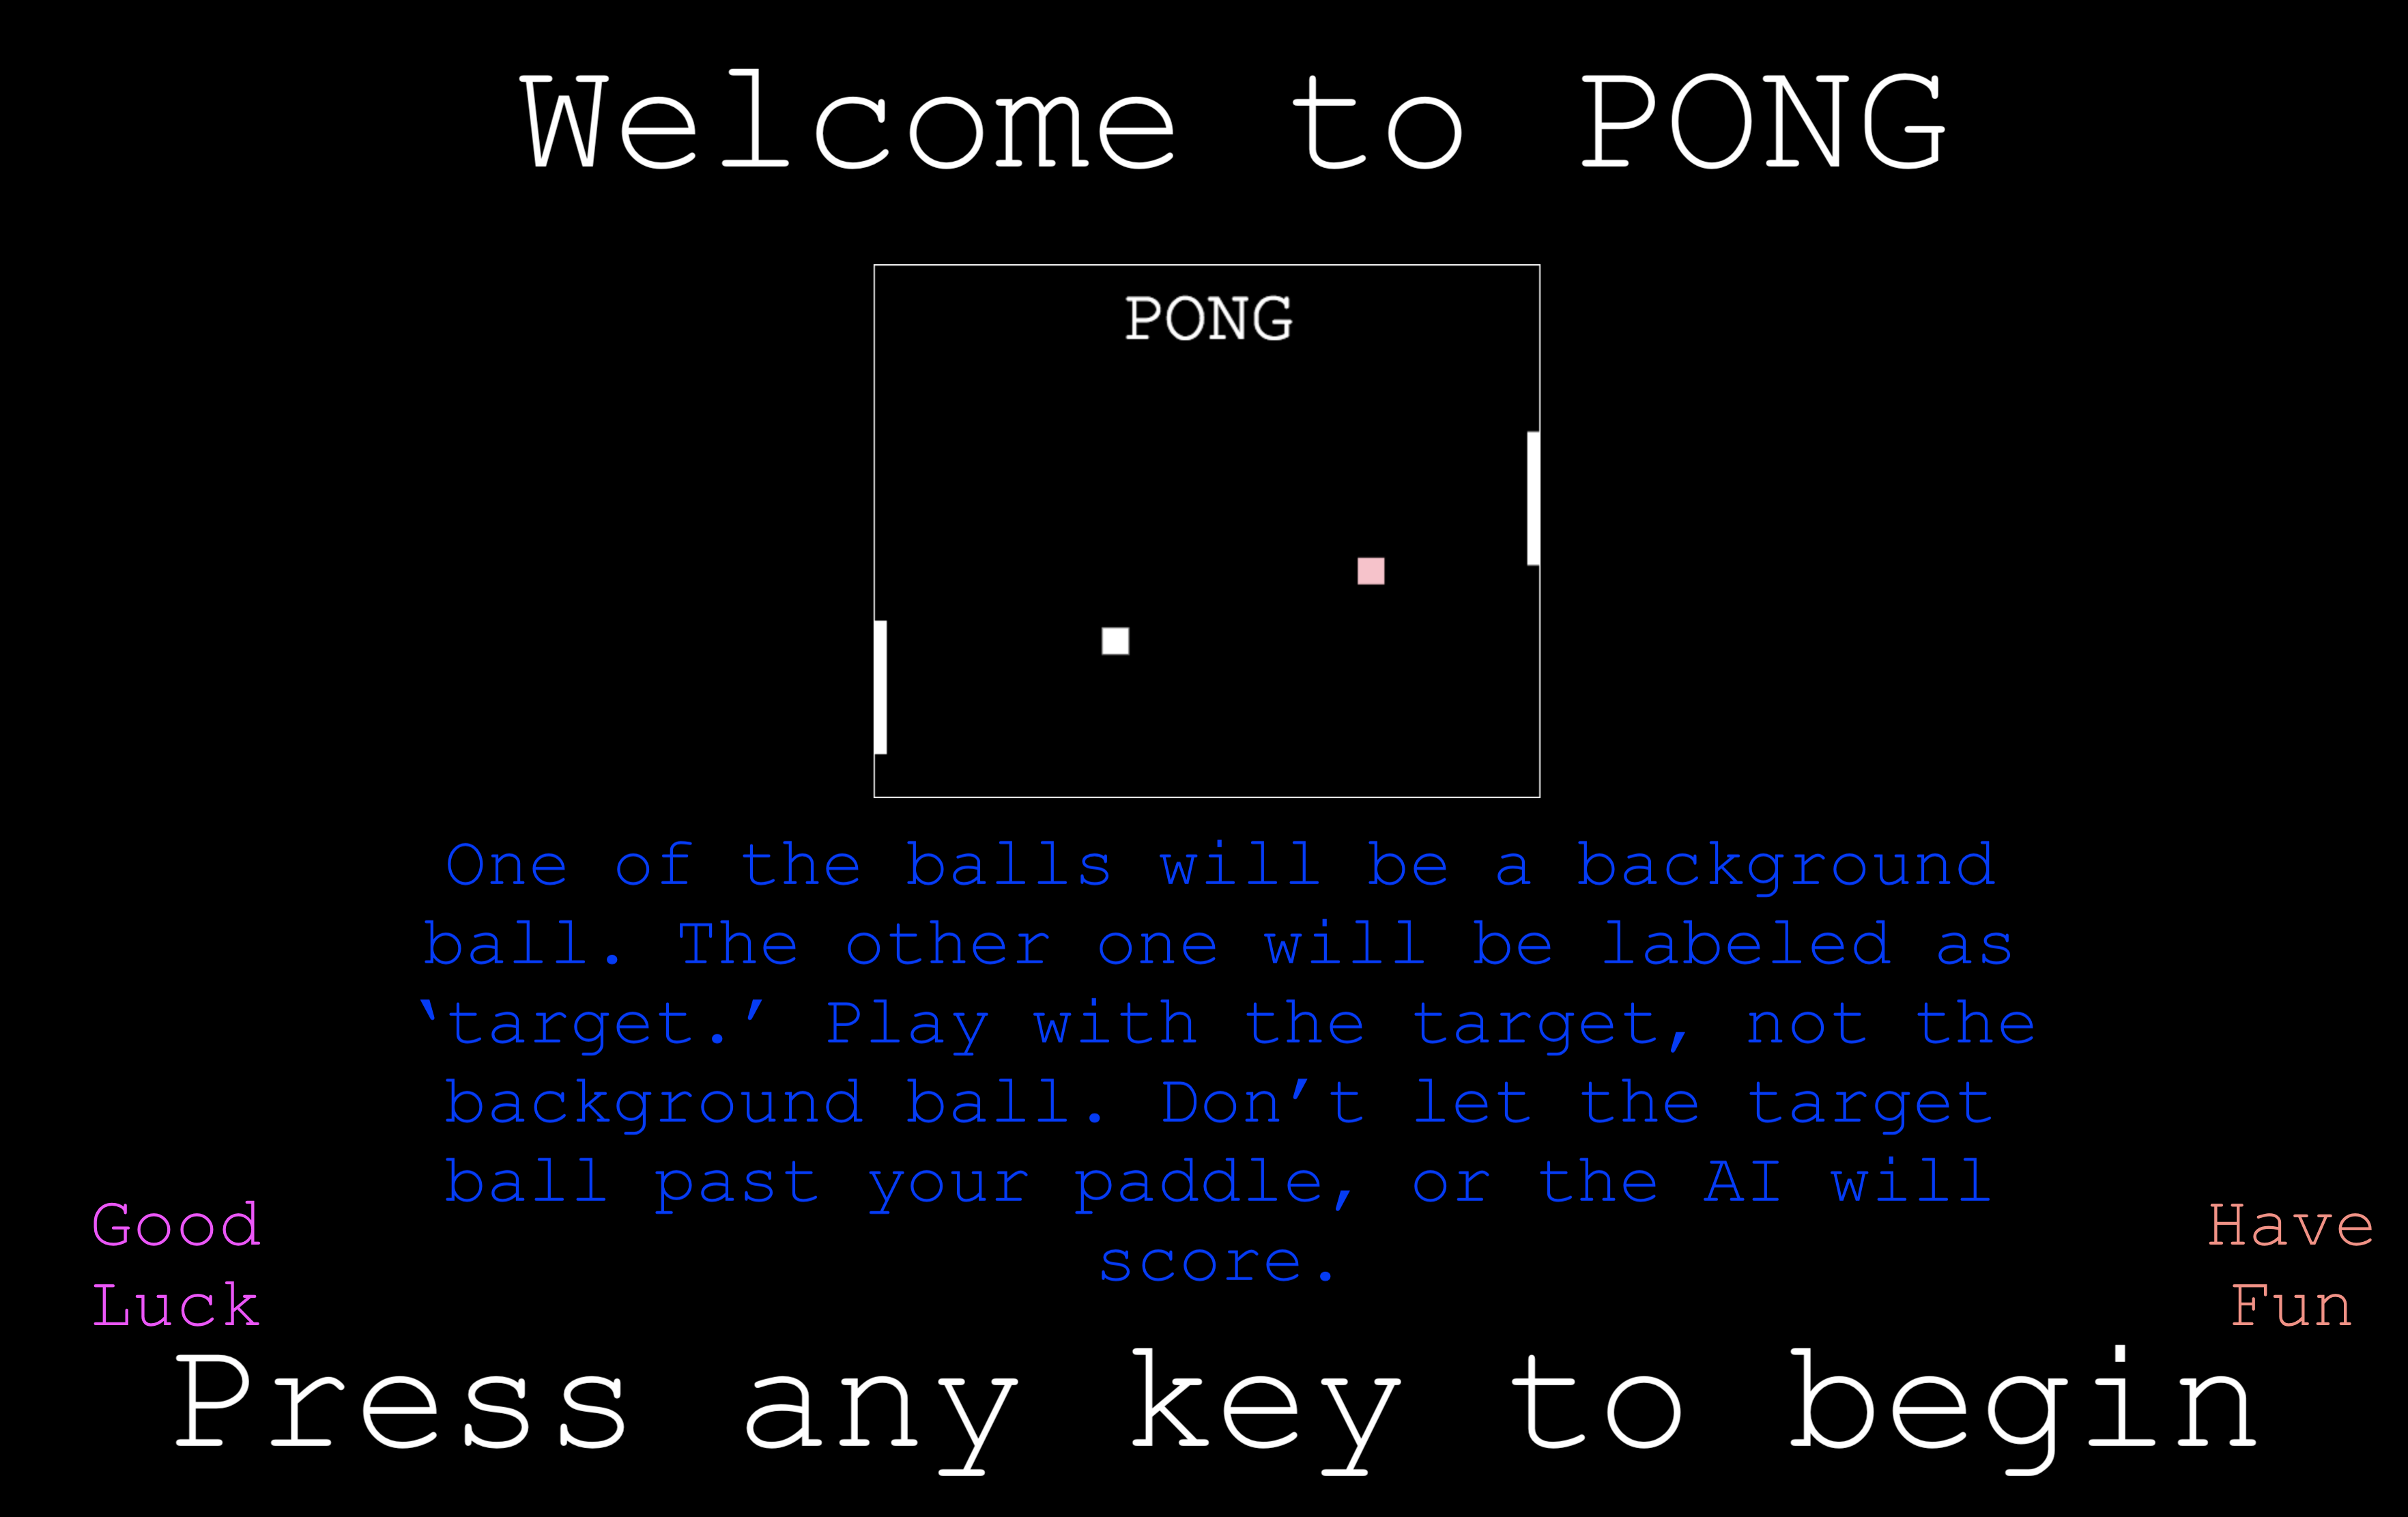 Welcome to PONG
PONG
One of the balls will be a background
ball. The other one will be labeled as
‘target.’ Play with the target, not the
background ball. Don’t let the target
ball past your paddle, or the AI will
score.
Good
Luck
Have
Fun
Press any key to begin